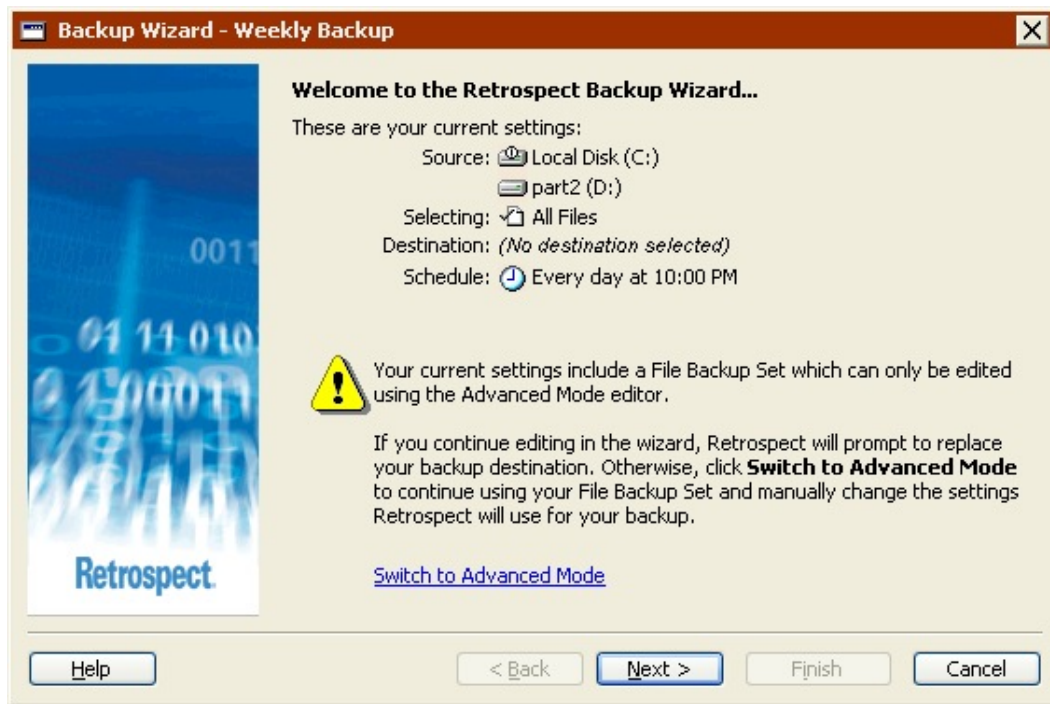 Backup Wizard - Weekly Backup
Welcome to the Retrospect Backup Wizard...
These are your current settings:
Source: Local Disk (C:)
part2 (D:)
Selecting: All Files
Destination: (No destination selected)
Schedule: Every day at 10:00 PM
0011
01 11 010
Your current settings include a File Backup Set which can only be edited
using the Advanced Mode editor.
If you continue editing in the wizard, Retrospect will prompt to replace
your backup destination. Otherwise, click Switch to Advanced Mode
to continue using your File Backup Set and manually change the settings
Retrospect will use for your backup.
Retrospect.
Switch to Advanced Mode
Help
< Back
Next >
Finish
Cancel